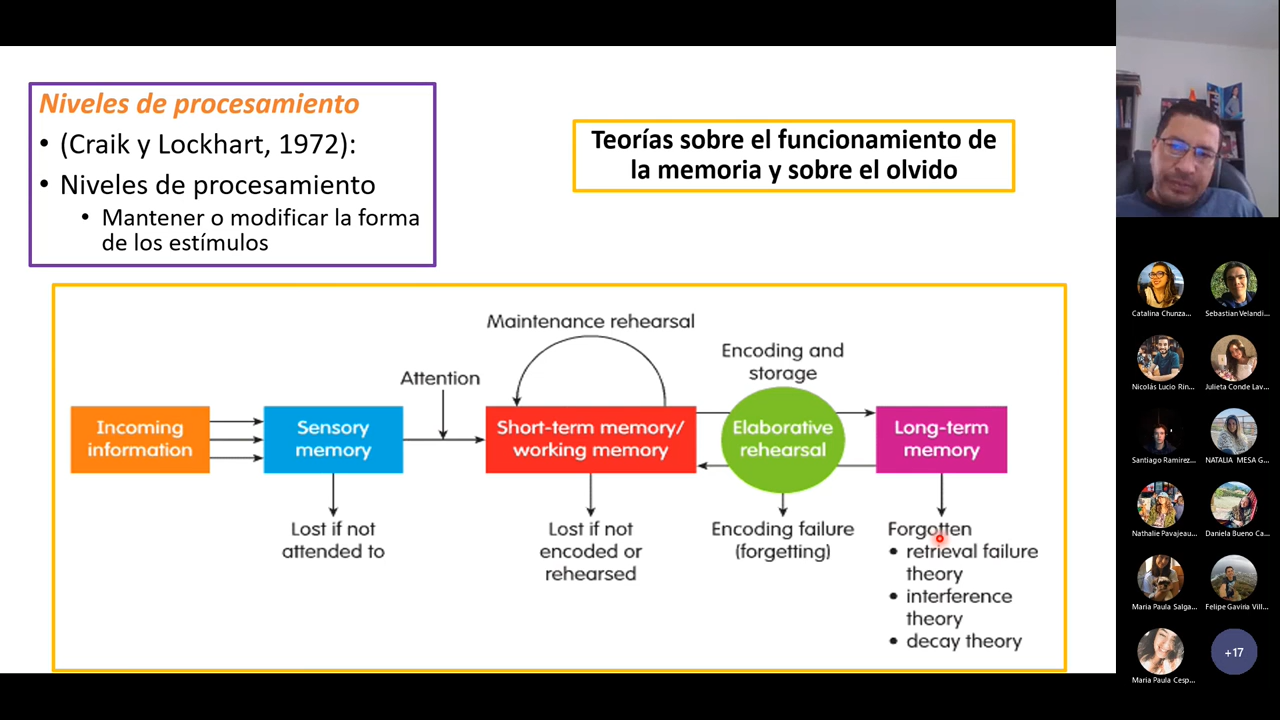 Niveles de procesamiento
• (Craik y Lockhart, 1972):
• Niveles de procesamiento
• Mantener o modificar la forma
de los estímulos
Teorías sobre el funcionamiento de
la memoria y sobre el olvido
Maintenance rehearsal
Encoding and
storage
Attention
Incoming
information
Sensory
memory
Short-term memory/
working memory
Elaborative
rehearsal
Long-term
memory
Lost if not
attended to
Lost if not
encoded or
rehearsed
Encoding failure
(forgetting)
Forgotten
• retrieval failure
theory
• interference
theory
• decay theory
Catalina Chunza...
Sebastian Velandi...
Nicolás Lucio Rin...
Julieta Conde Lav...
Santiago Ramirez...
NATALIA MESA G...
Nathalie Pavajeau...
Daniela Bueno Ca...
Maria Paula Salga...
Felipe Gaviria Vill...
Maria Paula Cesp...
+17